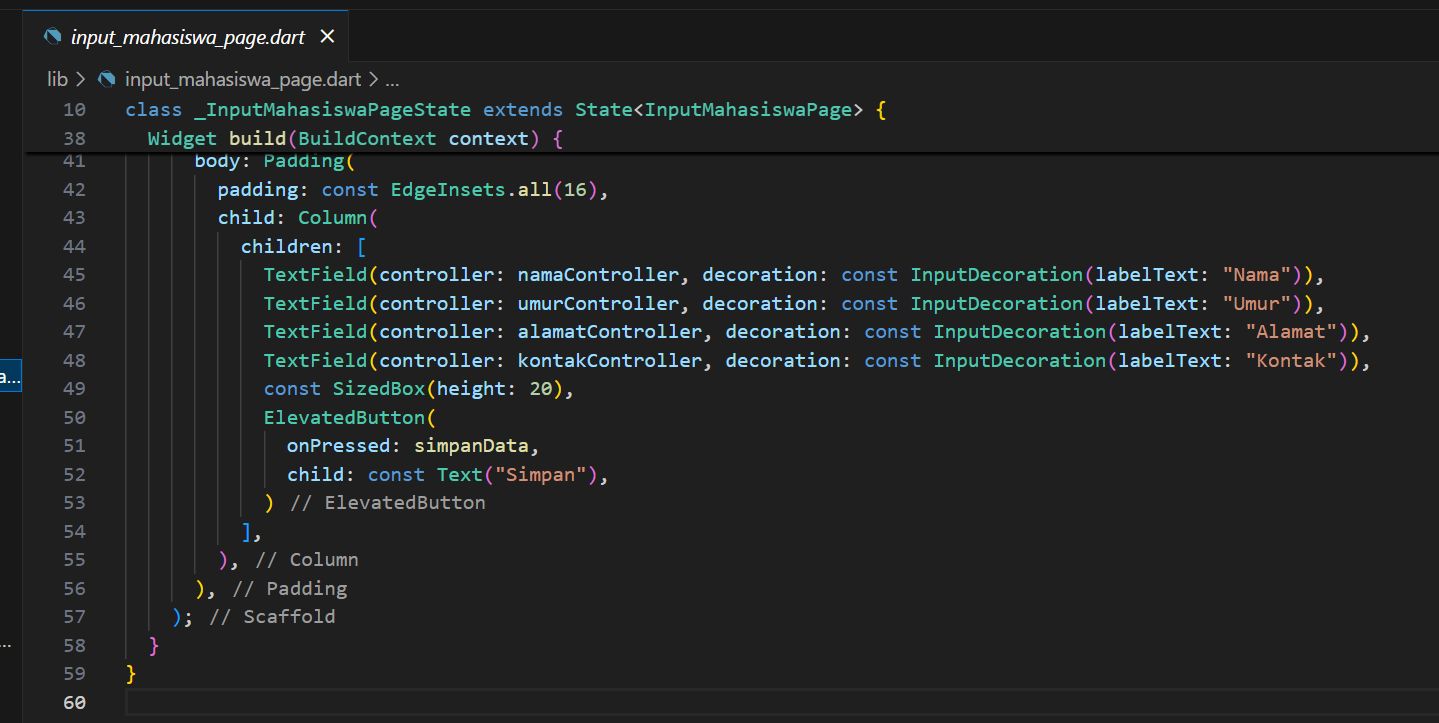 input_mahasiswa_page.dart ×
lib > input_mahasiswa_page.dart > ...
10 class _InputMahasiswaPageState extends State<InputMahasiswaPage> {
38   Widget build(BuildContext context) {
41       body: Padding(
42         padding: const EdgeInsets.all(16),
43         child: Column(
44           children: [
45             TextField(controller: namaController, decoration: const InputDecoration(labelText: "Nama")),
46             TextField(controller: umurController, decoration: const InputDecoration(labelText: "Umur")),
47             TextField(controller: alamatController, decoration: const InputDecoration(labelText: "Alamat")),
48             TextField(controller: kontakController, decoration: const InputDecoration(labelText: "Kontak")),
49             const SizedBox(height: 20),
50             ElevatedButton(
51               onPressed: simpanData,
52               child: const Text("Simpan"),
53             ) // ElevatedButton
54           ],
55         ), // Column
56       ), // Padding
57     ); // Scaffold
58   }
59 }
60
a...
...